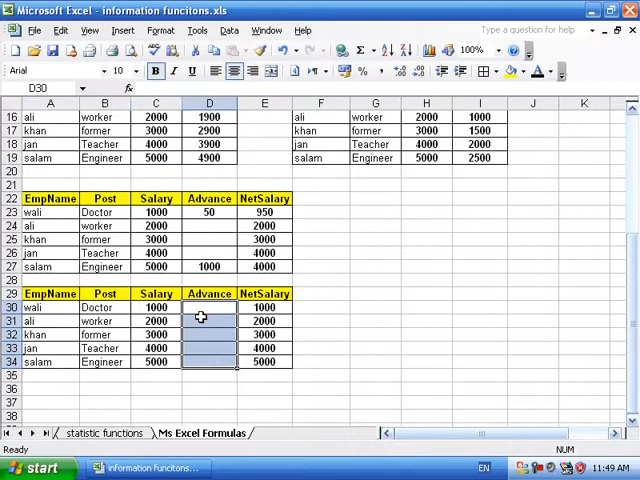 Microsoft Excel - information funcitons.xls
File Edit View Insert Format Tools Data Window Help
Type a question for help
100%
Arial 10 B I U
D30 fx
A B C D E F G H I J K
16 ali worker 2000 1900 ali worker 2000 1000
17 khan former 3000 2900 khan former 3000 1500
18 jan Teacher 4000 3900 jan Teacher 4000 2000
19 salam Engineer 5000 4900 salam Engineer 5000 2500
20
21
22 EmpName Post Salary Advance NetSalary
23 wali Doctor 1000 50 950
24 ali worker 2000 2000
25 khan former 3000 3000
26 jan Teacher 4000 4000
27 salam Engineer 5000 1000 4000
28
29 EmpName Post Salary Advance NetSalary
30 wali Doctor 1000 1000
31 ali worker 2000 2000
32 khan former 3000 3000
33 jan Teacher 4000 4000
34 salam Engineer 5000 5000
35
36
37
38
statistic functions Ms Excel Formulas
Ready NUM
start information funcitons... EN 11:49 AM